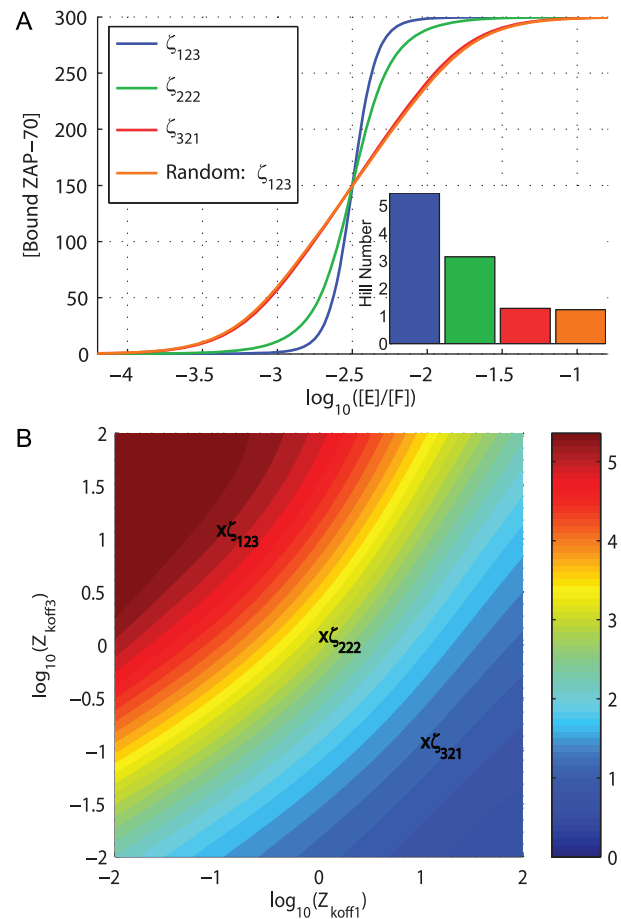 A
300
250
200
150
100
50
0
[Bound ZAP−70]
ζ123
ζ222
ζ321
Random: ζ123
5
4
3
2
1
0
Hill Number
−4
−3.5
−3
−2.5
−2
−1.5
−1
log10([E]/[F])
B
2
1.5
1
0.5
0
−0.5
−1
−1.5
−2
log10(Zkoff3)
xζ123
xζ222
xζ321
-2
-1
0
1
2
log10(Zkoff1)
5
4
3
2
1
0